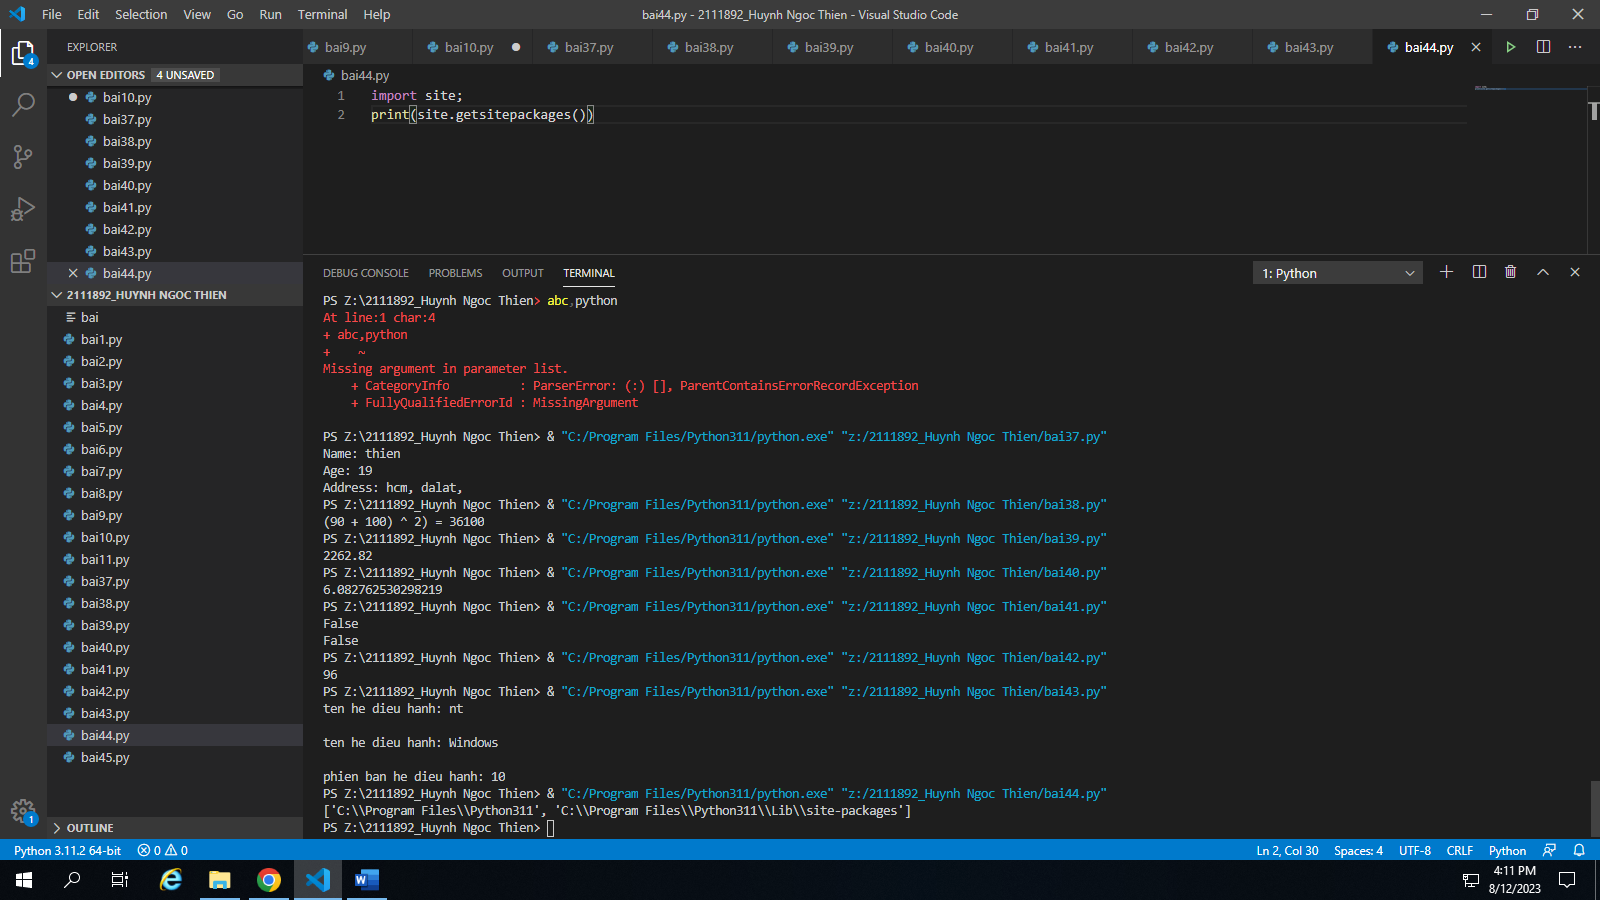 File Edit Selection View Go Run Terminal Help
bai44.py - 2111892_Huynh Ngoc Thien - Visual Studio Code
EXPLORER
OPEN EDITORS 4 UNSAVED
bai10.py
bai37.py
bai38.py
bai39.py
bai40.py
bai41.py
bai42.py
bai43.py
bai44.py
2111892_HUYNH NGOC THIEN
bai
bai1.py
bai2.py
bai3.py
bai4.py
bai5.py
bai6.py
bai7.py
bai8.py
bai9.py
bai10.py
bai11.py
bai37.py
bai38.py
bai39.py
bai40.py
bai41.py
bai42.py
bai43.py
bai44.py
bai45.py
OUTLINE
4
1
bai9.py bai10.py bai37.py bai38.py bai39.py bai40.py bai41.py bai42.py bai43.py bai44.py
bai44.py
1 import site;
2 print(site.getsitepackages())
DEBUG CONSOLE PROBLEMS OUTPUT TERMINAL 1: Python
PS Z:\2111892_Huynh Ngoc Thien> abc,python
At line:1 char:4
+ abc,python
+    ~
Missing argument in parameter list.
    + CategoryInfo          : ParserError: (:) [], ParentContainsErrorRecordException
    + FullyQualifiedErrorId : MissingArgument
PS Z:\2111892_Huynh Ngoc Thien> & "C:/Program Files/Python311/python.exe" "z:/2111892_Huynh Ngoc Thien/bai37.py"
Name: thien
Age: 19
Address: hcm, dalat,
PS Z:\2111892_Huynh Ngoc Thien> & "C:/Program Files/Python311/python.exe" "z:/2111892_Huynh Ngoc Thien/bai38.py"
(90 + 100) ^ 2) = 36100
PS Z:\2111892_Huynh Ngoc Thien> & "C:/Program Files/Python311/python.exe" "z:/2111892_Huynh Ngoc Thien/bai39.py"
2262.82
PS Z:\2111892_Huynh Ngoc Thien> & "C:/Program Files/Python311/python.exe" "z:/2111892_Huynh Ngoc Thien/bai40.py"
6.082762530298219
PS Z:\2111892_Huynh Ngoc Thien> & "C:/Program Files/Python311/python.exe" "z:/2111892_Huynh Ngoc Thien/bai41.py"
False
False
PS Z:\2111892_Huynh Ngoc Thien> & "C:/Program Files/Python311/python.exe" "z:/2111892_Huynh Ngoc Thien/bai42.py"
96
PS Z:\2111892_Huynh Ngoc Thien> & "C:/Program Files/Python311/python.exe" "z:/2111892_Huynh Ngoc Thien/bai43.py"
ten he dieu hanh: nt
ten he dieu hanh: Windows
phien ban he dieu hanh: 10
PS Z:\2111892_Huynh Ngoc Thien> & "C:/Program Files/Python311/python.exe" "z:/2111892_Huynh Ngoc Thien/bai44.py"
['C:\\Program Files\\Python311', 'C:\\Program Files\\Python311\\Lib\\site-packages']
PS Z:\2111892_Huynh Ngoc Thien>
Python 3.11.2 64-bit 0 0 Ln 2, Col 30 Spaces: 4 UTF-8 CRLF Python
4:11 PM
8/12/2023